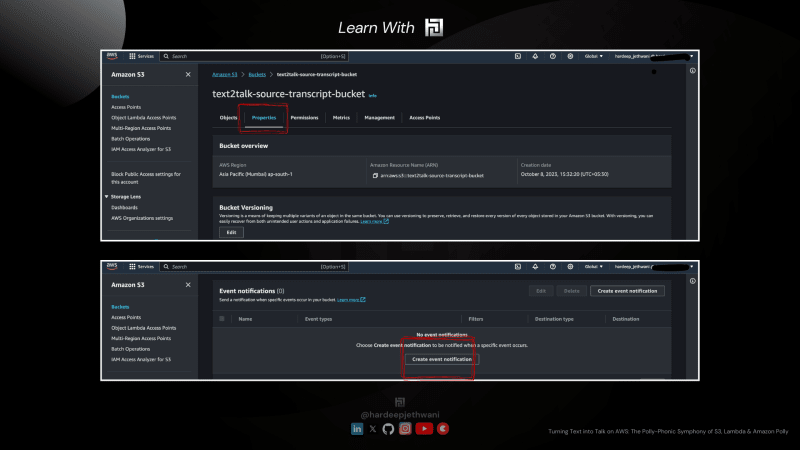 Learn With
aws Services Search [Option+S] Global ▼ hardeep_jethwani
Amazon S3 ✕
Buckets
Access Points
Object Lambda Access Points
Multi-Region Access Points
Batch Operations
IAM Access Analyzer for S3
Block Public Access settings for
this account
▼ Storage Lens
Dashboards
AWS Organizations settings
Amazon S3 > Buckets > text2talk-source-transcript-bucket
text2talk-source-transcript-bucket Info
Objects Properties Permissions Metrics Management Access Points
Bucket overview
AWS Region
Asia Pacific (Mumbai) ap-south-1
Amazon Resource Name (ARN)
arn:aws:s3:::text2talk-source-transcript-bucket
Creation date
October 8, 2023, 15:32:20 (UTC+05:30)
Bucket Versioning
Versioning is a means of keeping multiple variants of an object in the same bucket. You can use versioning to preserve, retrieve, and restore every version of every object stored in your Amazon S3 bucket. With versioning, you can
easily recover from both unintended user actions and application failures. Learn more
Edit
aws Services Search [Option+S] Global ▼ hardeep_jethwani
Amazon S3 ✕
Buckets
Access Points
Object Lambda Access Points
Multi-Region Access Points
Batch Operations
IAM Access Analyzer for S3
Event notifications (0)
Send a notification when specific events occur in your bucket. Learn more
Edit Delete Create event notification
Name Event types Filters Destination type Destination
No event notifications
Choose Create event notification to be notified when a specific event occurs.
Create event notification
@hardeepjethwani
Turning Text into Talk on AWS: The Polly-Phonic Symphony of S3, Lambda & Amazon Polly